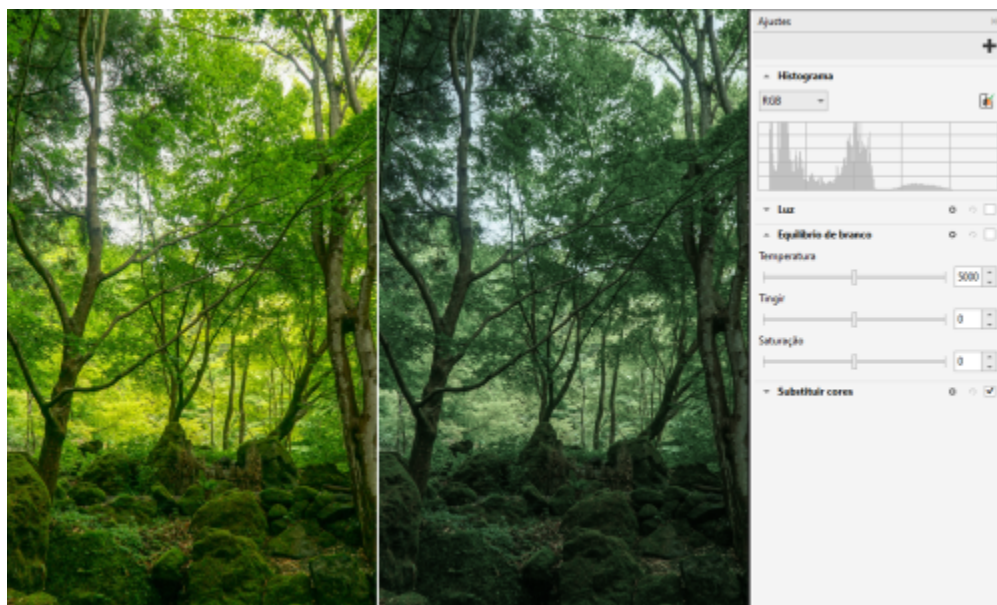 Ajustes
Histograma
RGB
Luz
Equilíbrio de branco
Temperatura
5000
Tingir
0
Saturação
0
Substituir cores